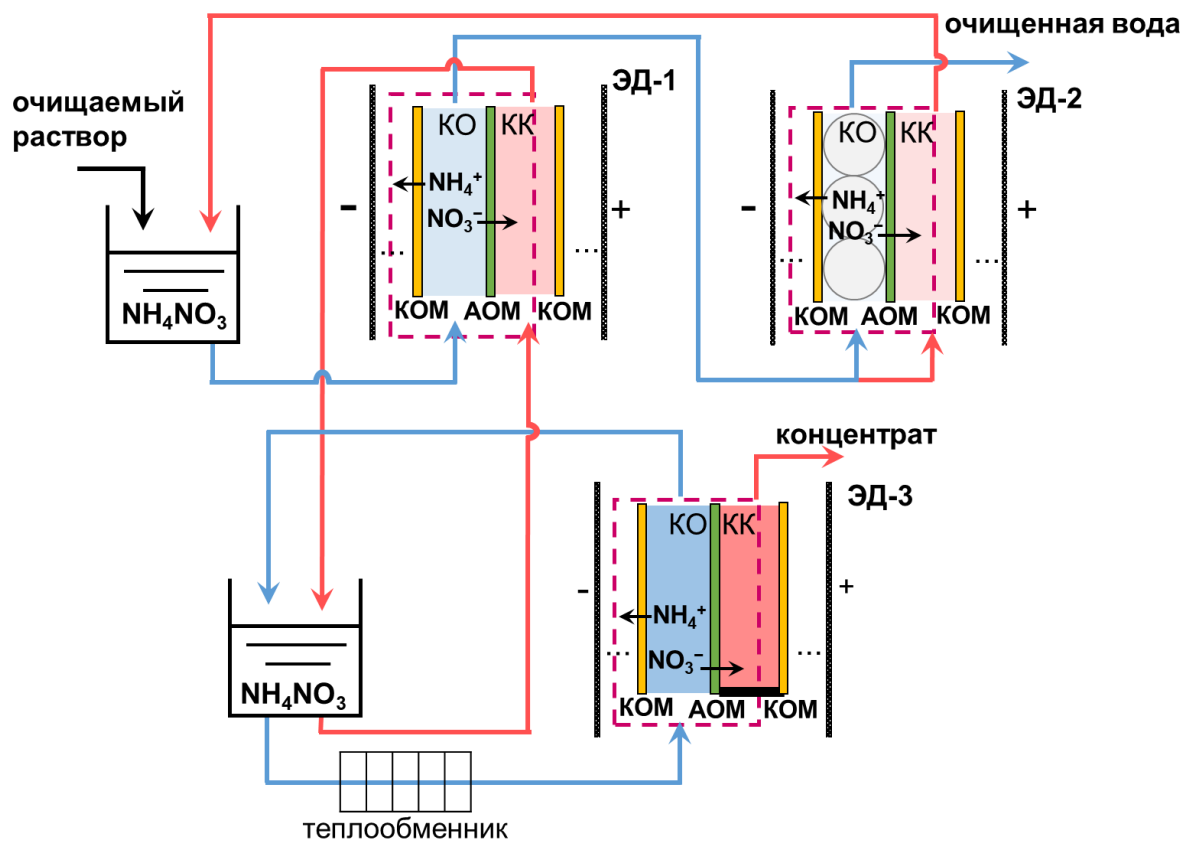 очищенная вода
очищаемый
раствор
ЭД-1
ЭД-2
КО КК
КО КК
NH₄⁺
NO₃⁻
- +
... ...
NH₄⁺
NO₃⁻
- +
... ...
КОМ АОМ КОМ
КОМ АОМ КОМ
NH₄NO₃
концентрат
ЭД-3
КО КК
- +
NH₄⁺
NO₃⁻
... ...
КОМ АОМ КОМ
NH₄NO₃
теплообменник